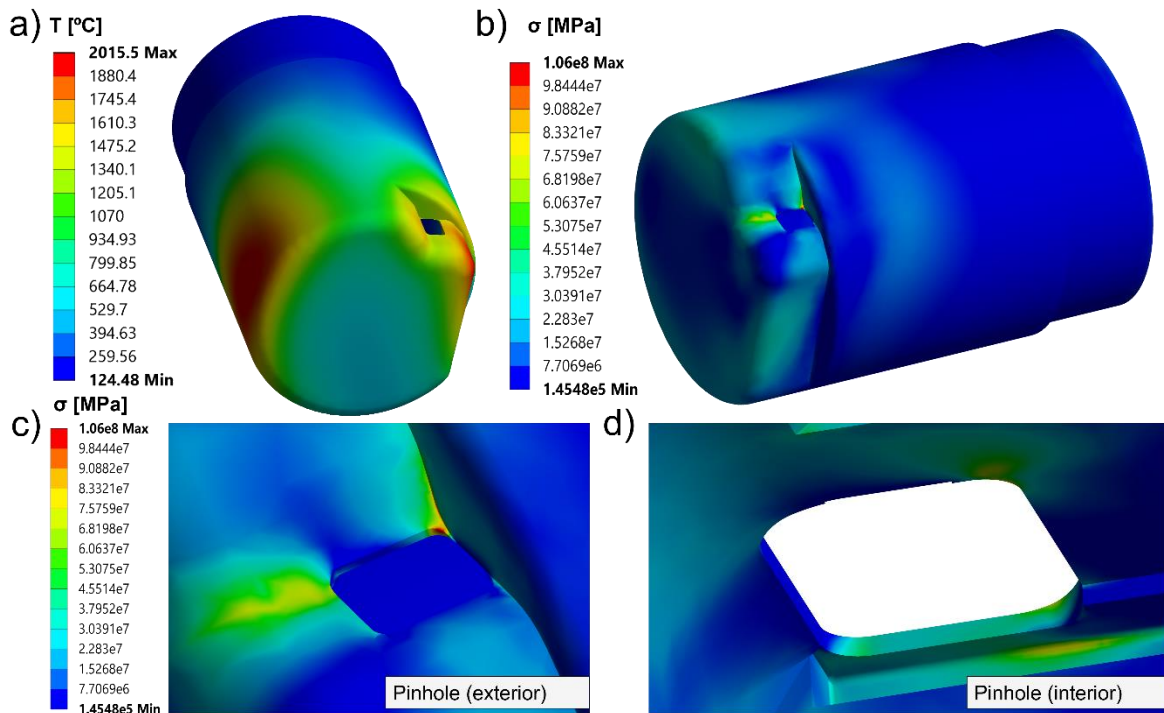 a)
T [ºC]
2015.5 Max
1880.4
1745.4
1610.3
1475.2
1340.1
1205.1
1070
934.93
799.85
664.78
529.7
394.63
259.56
124.48 Min
b)
σ [MPa]
1.06e8 Max
9.8444e7
9.0882e7
8.3321e7
7.5759e7
6.8198e7
6.0637e7
5.3075e7
4.5514e7
3.7952e7
3.0391e7
2.283e7
1.5268e7
7.7069e6
1.4548e5 Min
c)
σ [MPa]
1.06e8 Max
9.8444e7
9.0882e7
8.3321e7
7.5759e7
6.8198e7
6.0637e7
5.3075e7
4.5514e7
3.7952e7
3.0391e7
2.283e7
1.5268e7
7.7069e6
1.4548e5 Min
Pinhole (exterior)
d)
Pinhole (interior)